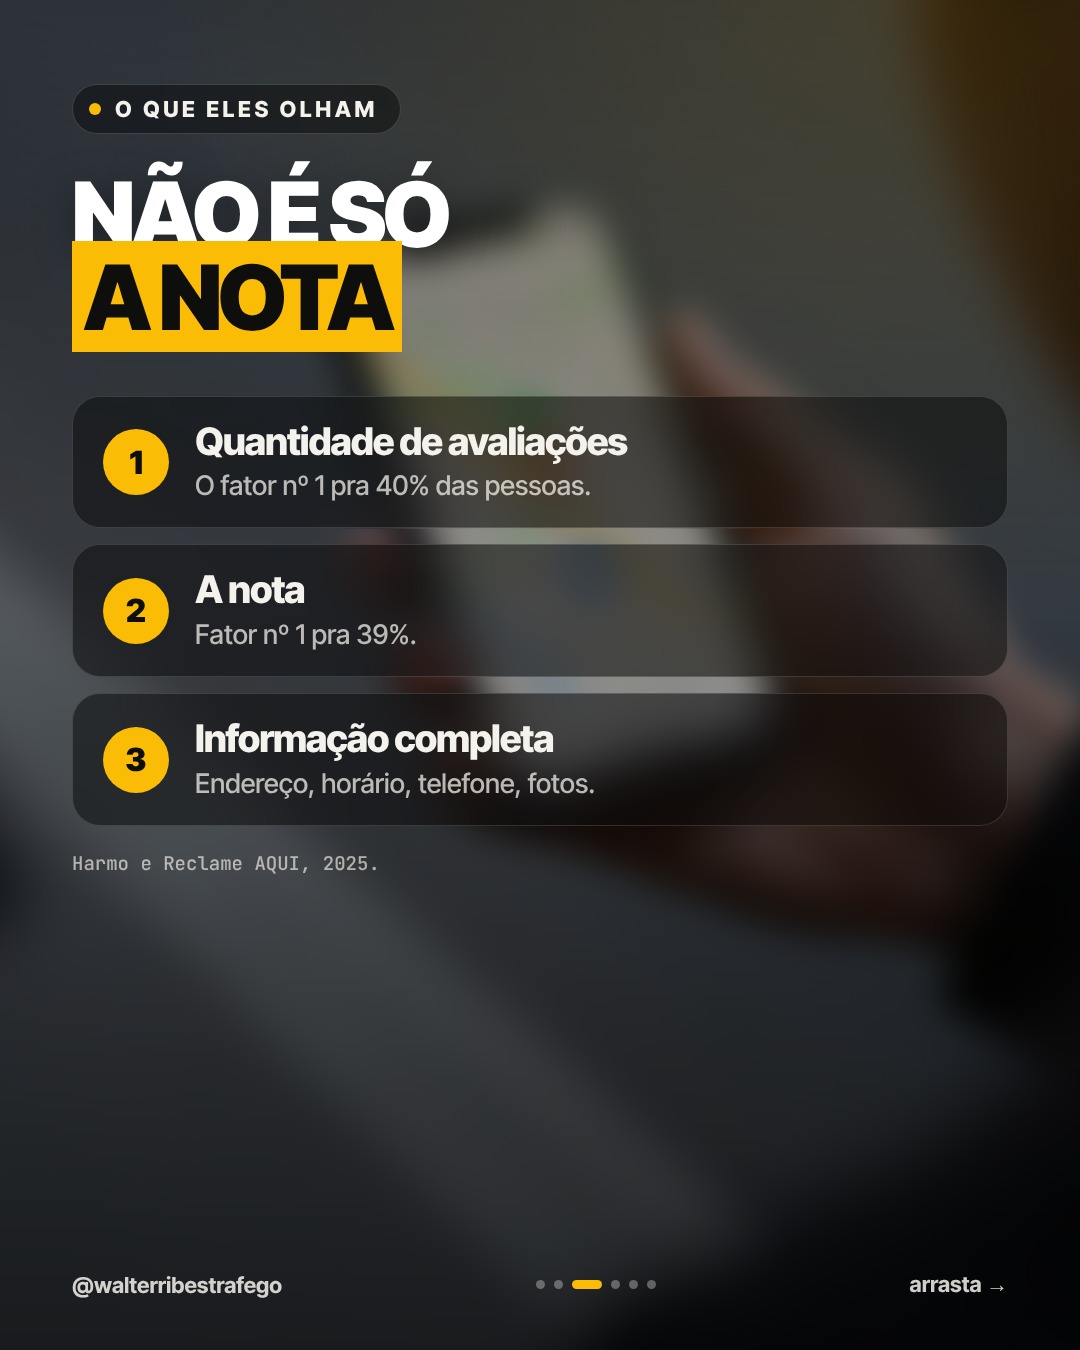 O QUE ELES OLHAM
NÃO É SÓ
A NOTA
1
Quantidade de avaliações
O fator nº 1 pra 40% das pessoas.
2
A nota
Fator nº 1 pra 39%.
3
Informação completa
Endereço, horário, telefone, fotos.
Harmo e Reclame AQUI, 2025.
@walterribestrafego
arrasta →